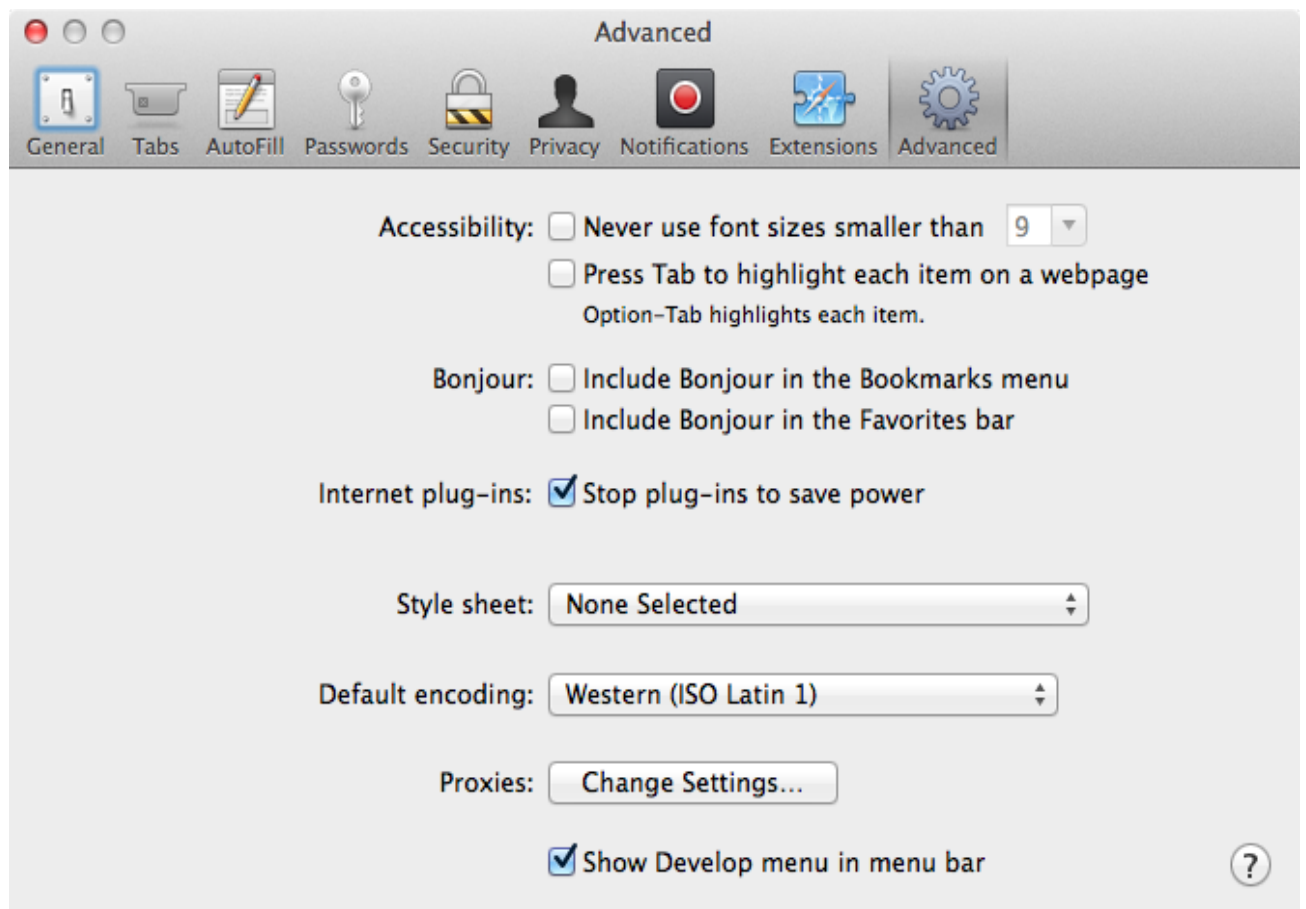 Advanced
General Tabs AutoFill Passwords Security Privacy Notifications Extensions Advanced
Accessibility: Never use font sizes smaller than 9
Press Tab to highlight each item on a webpage
Option-Tab highlights each item.
Bonjour: Include Bonjour in the Bookmarks menu
Include Bonjour in the Favorites bar
Internet plug-ins: Stop plug-ins to save power
Style sheet: None Selected
Default encoding: Western (ISO Latin 1)
Proxies: Change Settings...
Show Develop menu in menu bar ?